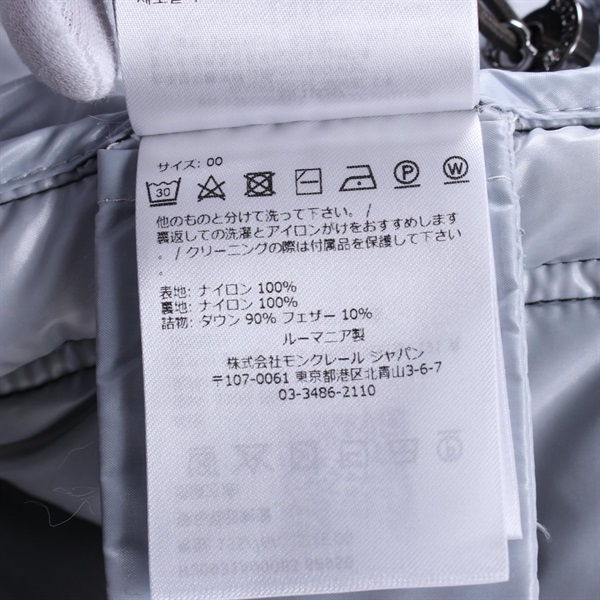 サイズ: 00
30
P
W
他のものと分けて洗って下さい。/
裏返しての洗濯とアイロンがけをおすすめします
。/ クリーニングの際は付属品を保護して下さい。
表地: ナイロン 100%
裏地: ナイロン 100%
詰物: ダウン 90% フェザー 10%
ルーマニア製
株式会社モンクレール ジャパン
〒107-0061 東京都港区北青山3-6-7
03-3486-2110